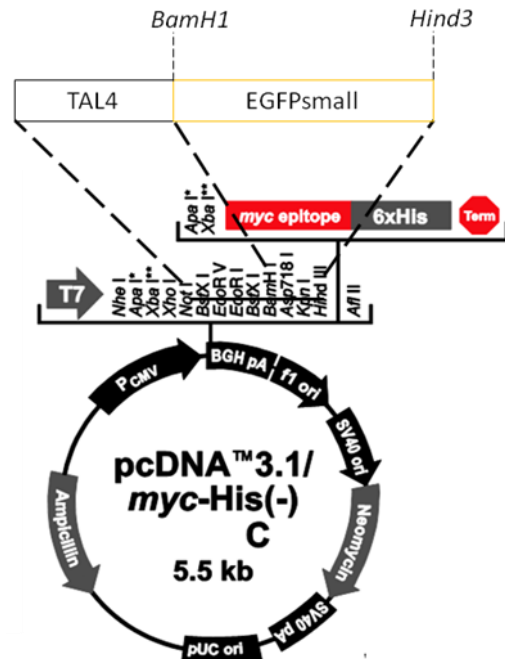 BamH1 Hind3
TAL4 EGFPsmall
Apa I*
Xba I**
myc epitope 6xHis Term
T7
Nhe I
Apa I*
Xba I**
Xho I
Not I
BstX I
EcoR V
EcoR I
BstX I
BamH I
Asp718 I
Kpn I
Hind III
Afl II
PCMV BGH pA f1 ori
SV40 ori
pcDNA™3.1/
myc-His(-)
C
5.5 kb
Ampicillin Neomycin
pUC ori SV40 pA